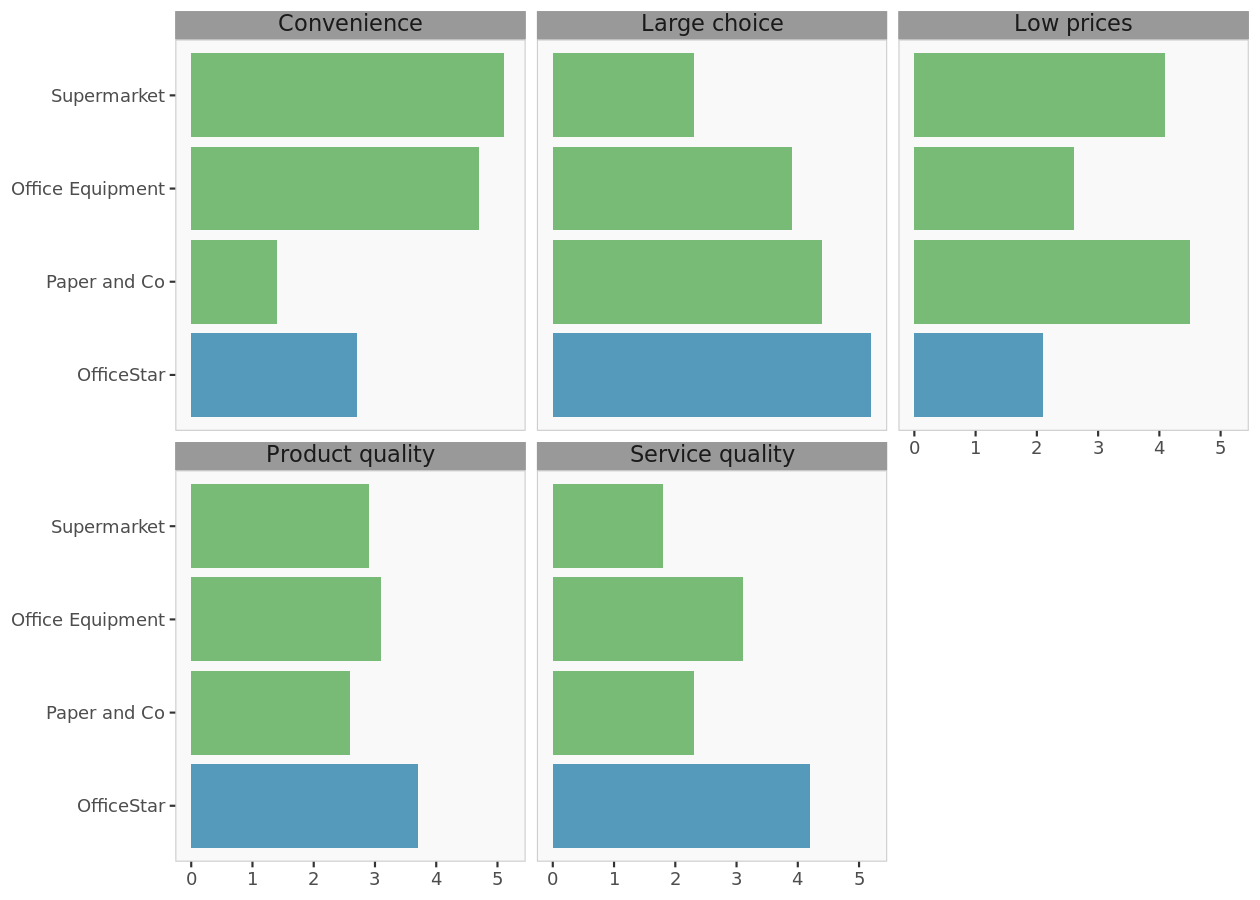 Convenience
Large choice
Low prices
Supermarket
Office Equipment
Paper and Co
OfficeStar
0 1 2 3 4 5
Product quality
Service quality
Supermarket
Office Equipment
Paper and Co
OfficeStar
0 1 2 3 4 5
0 1 2 3 4 5